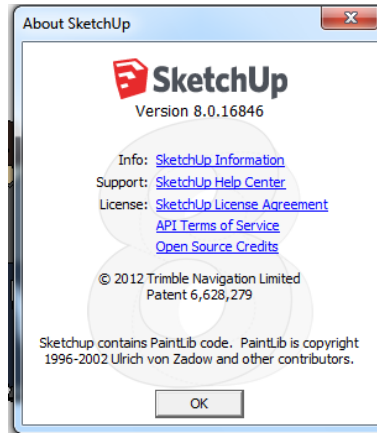 About SketchUp
SketchUp
Version 8.0.16846
Info: SketchUp Information
Support: SketchUp Help Center
License: SketchUp License Agreement
API Terms of Service
Open Source Credits
© 2012 Trimble Navigation Limited
Patent 6,628,279
Sketchup contains PaintLib code. PaintLib is copyright
1996-2002 Ulrich von Zadow and other contributors.
OK